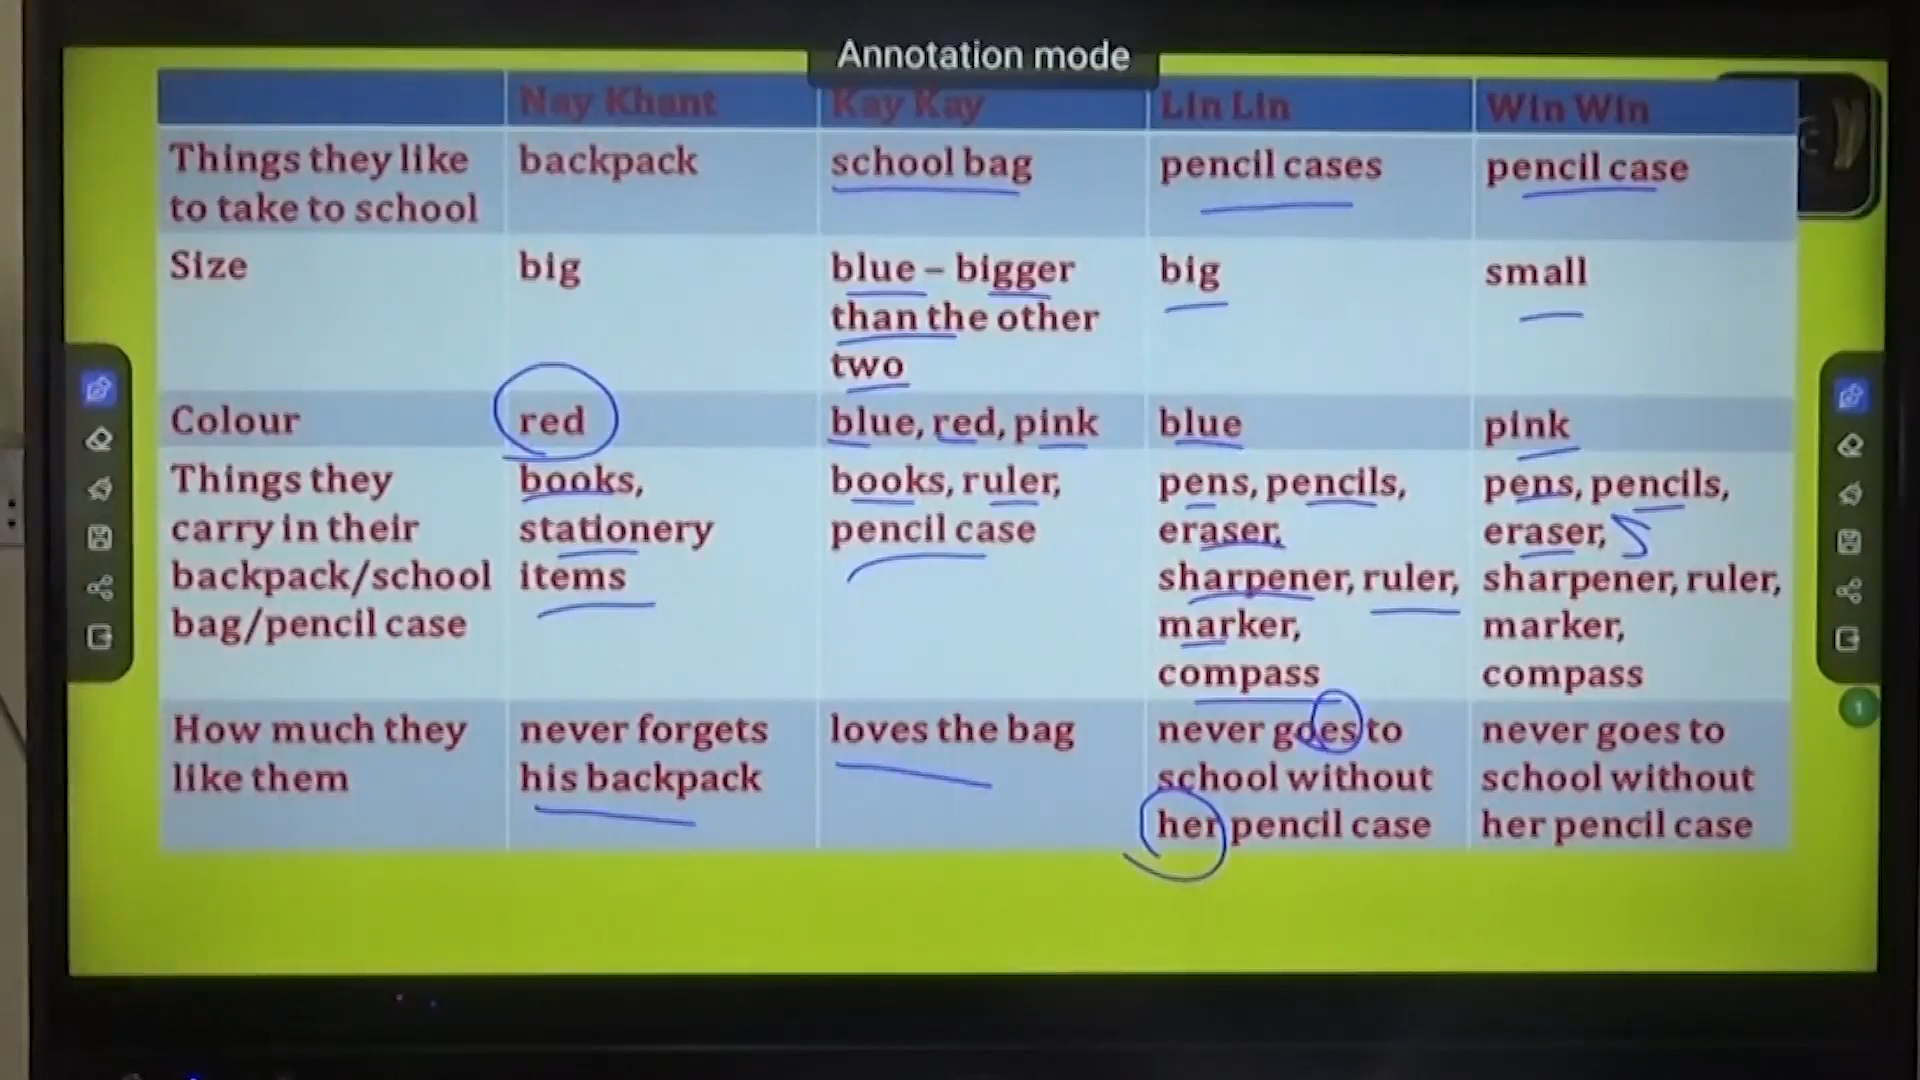 Annotation mode
Nay Khant Kay Kay Lin Lin Win Win
Things they like backpack school bag pencil cases pencil case
to take to school
Size big blue – bigger big small
than the other
two
Colour red blue, red, pink blue pink
Things they books, books, ruler, pens, pencils, pens, pencils,
carry in their stationery pencil case eraser, eraser,
backpack/school items sharpener, ruler, sharpener, ruler,
bag/pencil case marker, marker,
compass compass
How much they never forgets loves the bag never goes to never goes to
like them his backpack school without school without
her pencil case her pencil case
1